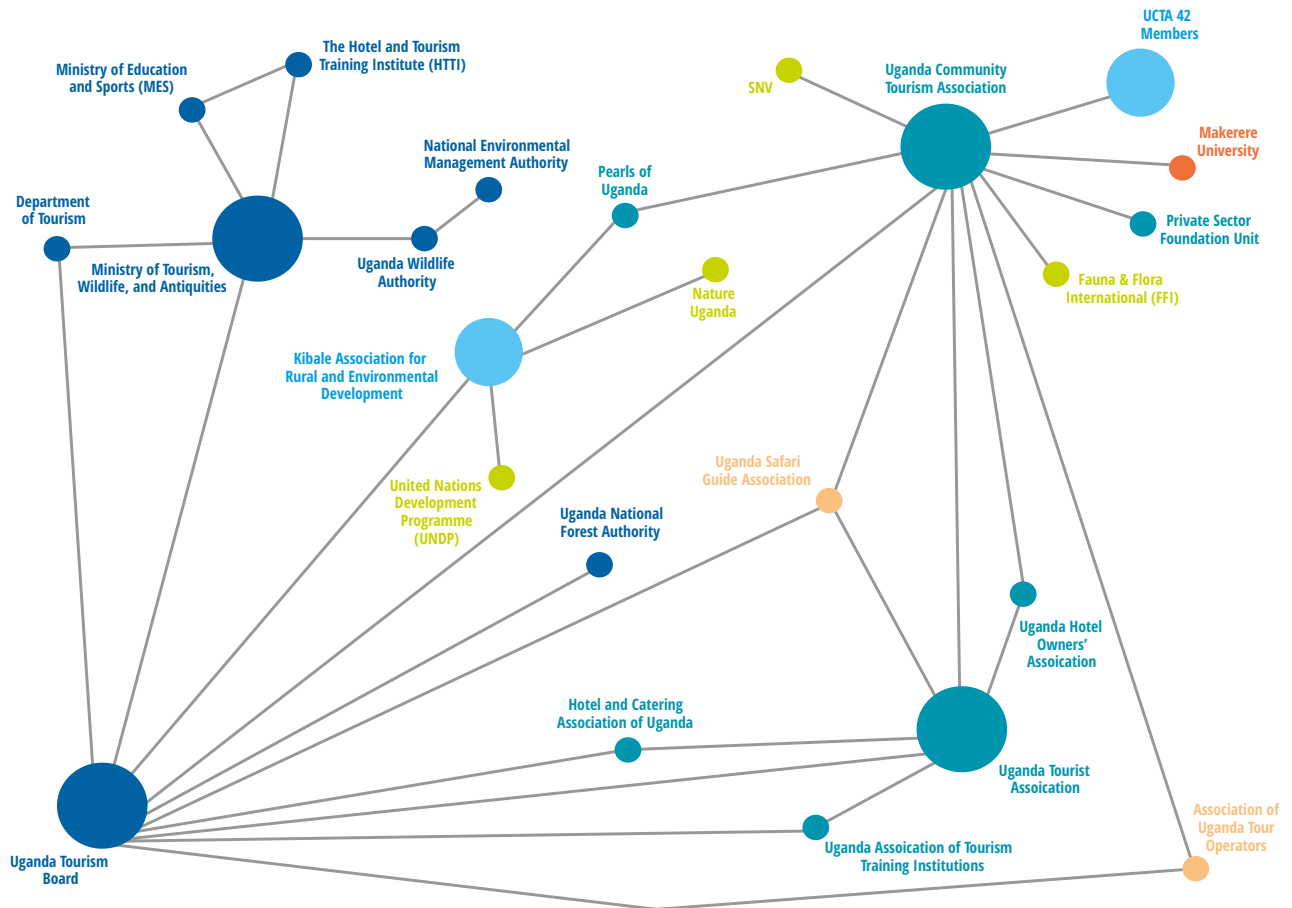 UCTA 42
Members
The Hotel and Tourism
Training Institute (HTTI)
Ministry of Education
and Sports (MES)
Uganda Community
Tourism Association
SNV
Makerere
University
National Environmental
Management Authority
Pearls of
Uganda
Department
of Tourism
Private Sector
Foundation Unit
Ministry of Tourism,
Wildlife, and Antiquities
Uganda Wildlife
Authority
Fauna & Flora
International (FFI)
Nature
Uganda
Kibale Association for
Rural and Environmental
Development
Uganda Safari
Guide Association
United Nations
Development
Programme
(UNDP)
Uganda National
Forest Authority
Uganda Hotel
Owners’
Assoication
Hotel and Catering
Association of Uganda
Uganda Tourist
Assoication
Association of
Uganda Tour
Operators
Uganda Assoication of Tourism
Training Institutions
Uganda Tourism
Board